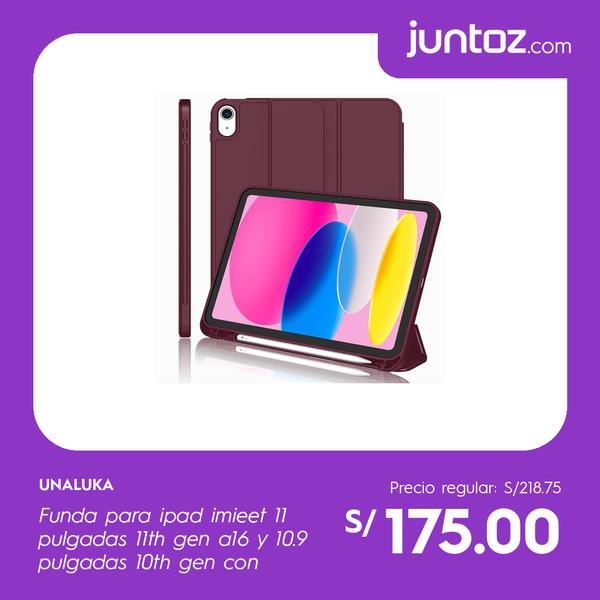 juntoz.com
UNALUKA
Funda para ipad imieet 11
pulgadas 11th gen a16 y 10.9
pulgadas 10th gen con
Precio regular: S/218.75
S/175.00